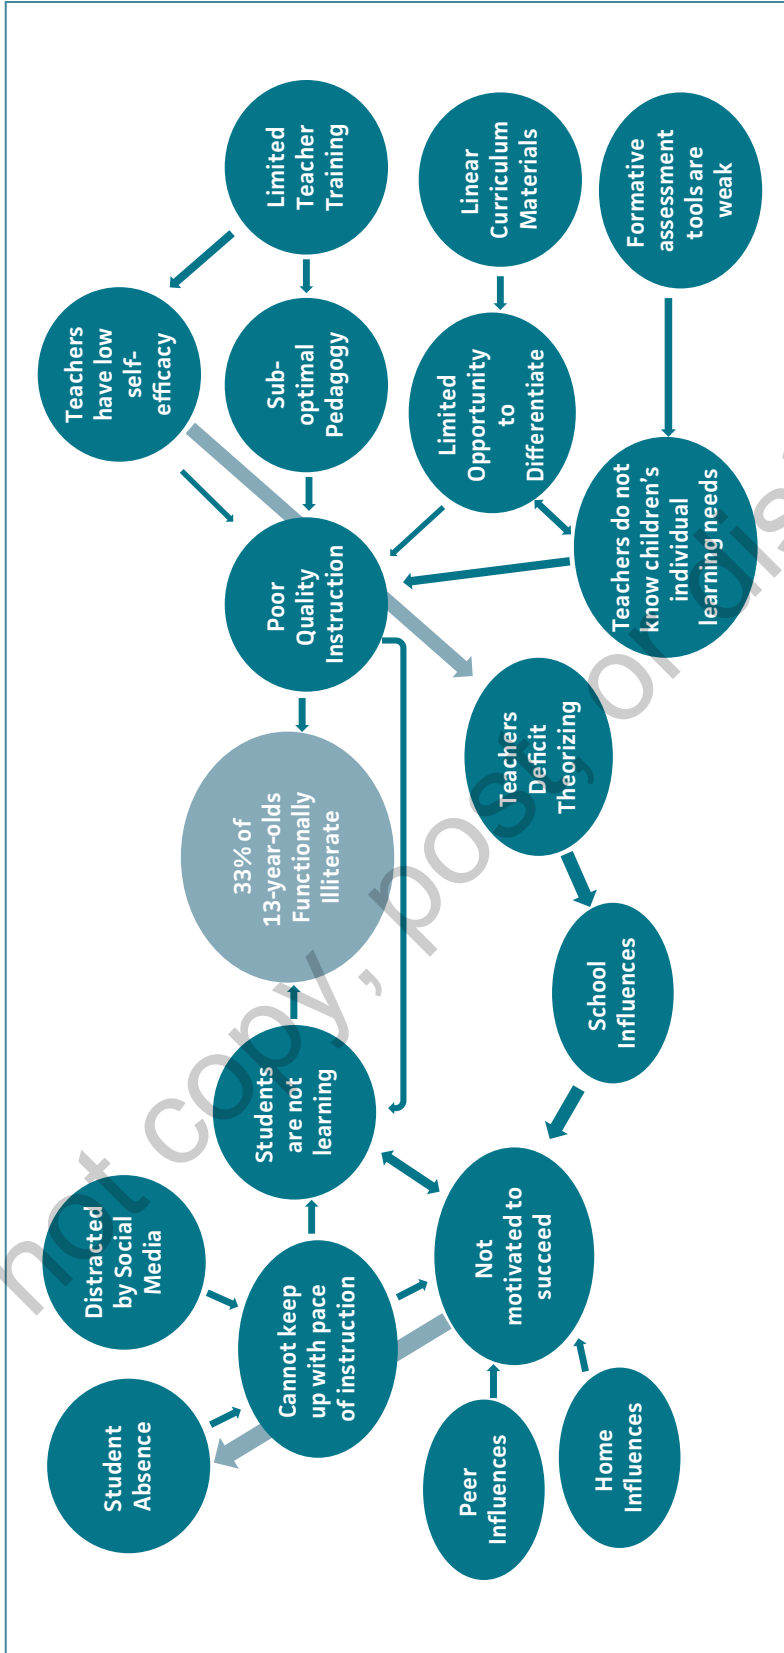 Student
Absence
Distracted
by Social
Media
Teachers
have low
self-
efficacy
Limited
Teacher
Training
Cannot keep
up with pace
of instruction
Students
are not
learning
33% of
13-year-olds
Functionally
Illiterate
Poor
Quality
Instruction
Sub-
optimal
Pedagogy
Peer
Influences
Not
motivated to
succeed
Teachers
Deficit
Theorizing
Limited
Opportunity
to
Differentiate
Linear
Curriculum
Materials
Home
Influences
School
Influences
Teachers do not
know children’s
individual
learning needs
Formative
assessment
tools are
weak
not copy, post, or dis